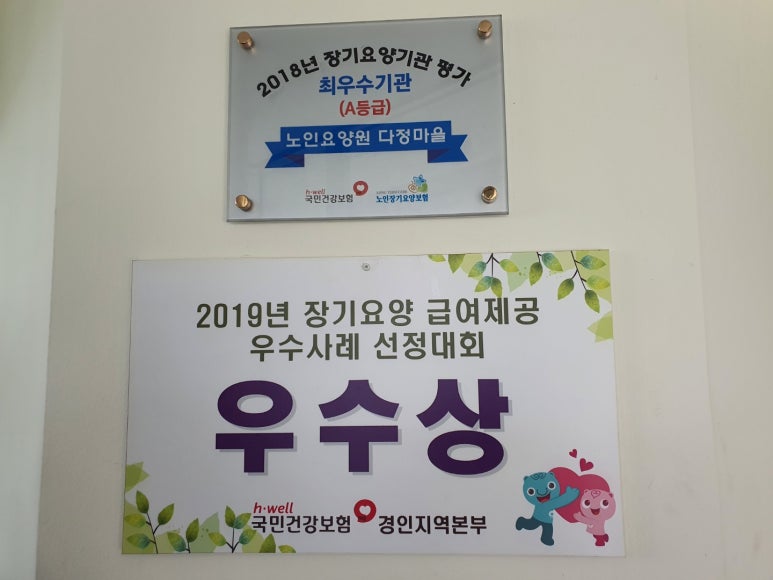 2018년 장기요양기관 평가
최우수기관
(A등급)
노인요양원 다정마을
h·well
국민건강보험
노인장기요양보험
2019년 장기요양 급여제공
우수사례 선정대회
우수상
h·well
국민건강보험 경인지역본부